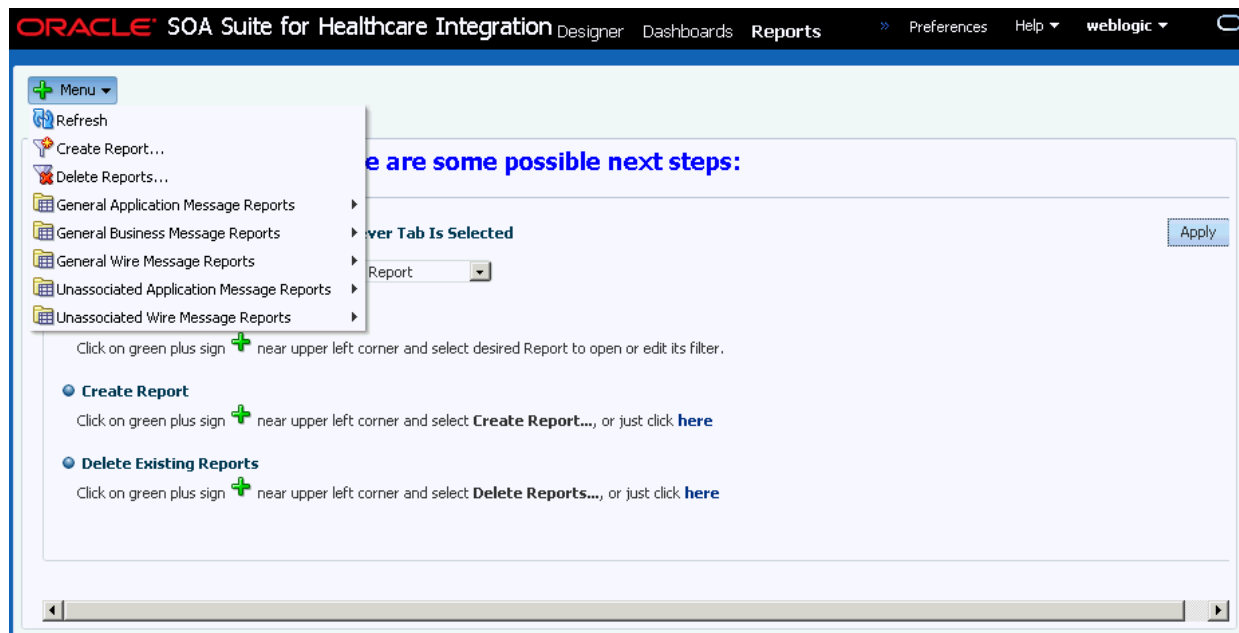 ORACLE SOA Suite for Healthcare Integration Designer Dashboards Reports » Preferences Help weblogic
Menu
Refresh
Create Report...
Delete Reports...
General Application Message Reports
General Business Message Reports
General Wire Message Reports
Unassociated Application Message Reports
Unassociated Wire Message Reports
e are some possible next steps:
ver Tab Is Selected
Apply
Report
Click on green plus sign near upper left corner and select desired Report to open or edit its filter.
Create Report
Click on green plus sign near upper left corner and select Create Report..., or just click here
Delete Existing Reports
Click on green plus sign near upper left corner and select Delete Reports..., or just click here